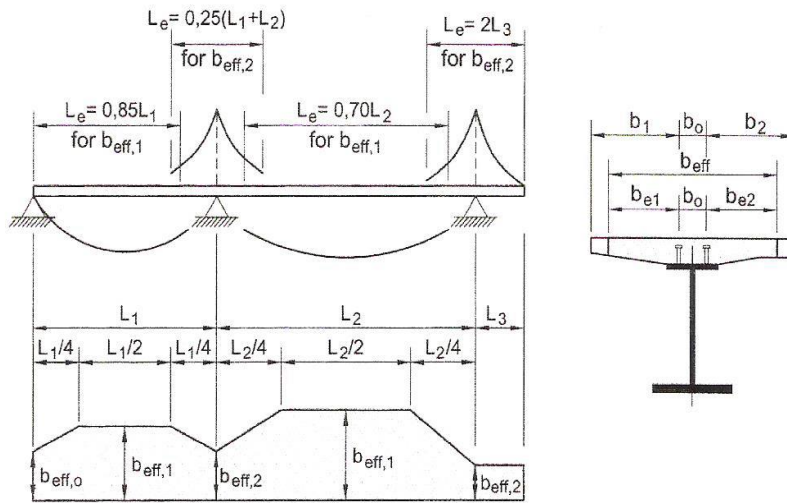 Le= 0,25(L1+L2)
for beff,2
Le= 2L3
for beff,2
Le= 0,85L1
for beff,1
Le= 0,70L2
for beff,1
b1 bo b2
beff
be1 bo be2
L1 L2 L3
L1/4 L1/2 L1/4 L2/4 L2/2 L2/4
beff,o beff,1 beff,2 beff,1 beff,2